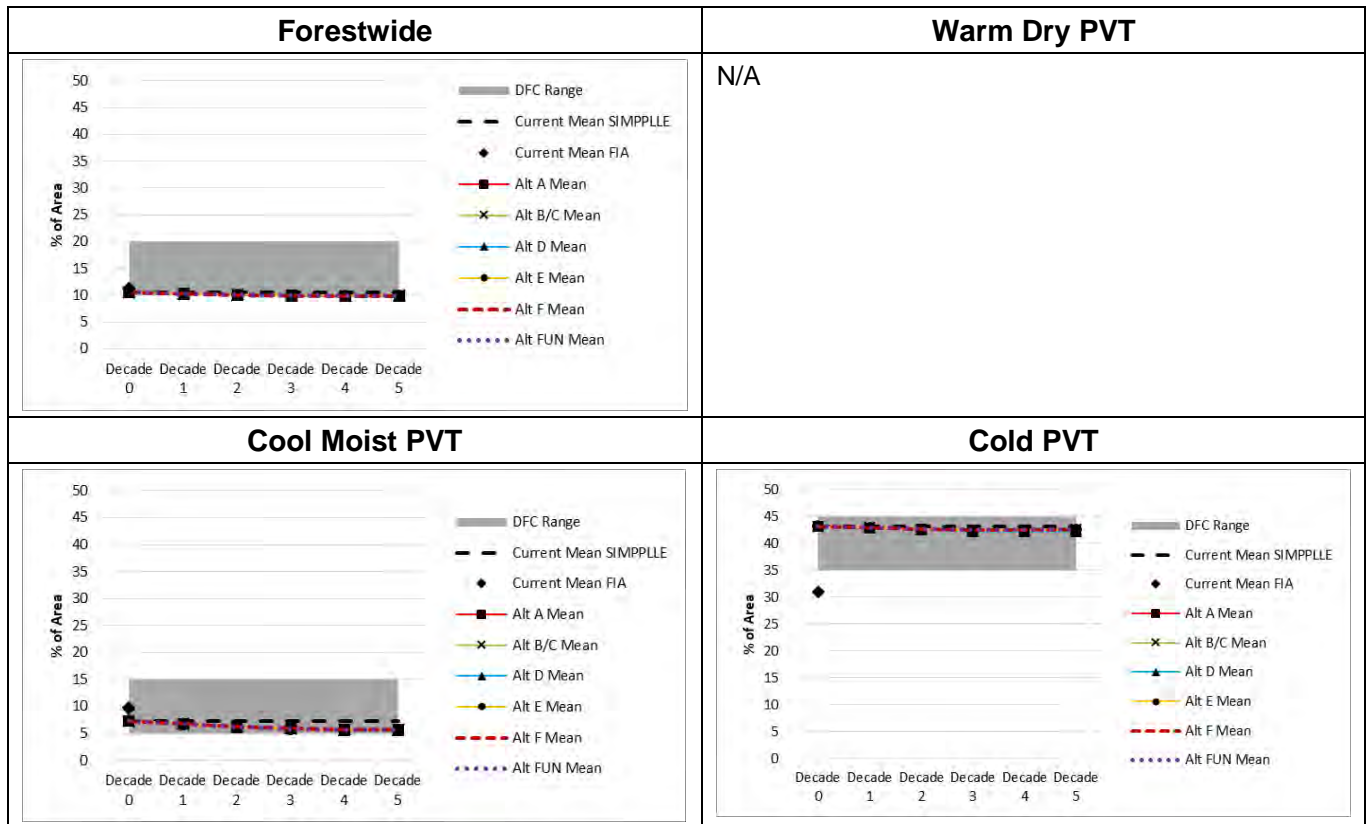 Forestwide
Warm Dry PVT
50
45
40
35
30
25
20
15
10
5
0
% of Area
Decade Decade Decade Decade Decade Decade
0 1 2 3 4 5
DFC Range
Current Mean SIMPPLLE
Current Mean FIA
Alt A Mean
Alt B/C Mean
Alt D Mean
Alt E Mean
Alt F Mean
Alt FUN Mean
N/A
Cool Moist PVT
Cold PVT
50
45
40
35
30
25
20
15
10
5
0
% of Area
Decade Decade Decade Decade Decade Decade
0 1 2 3 4 5
DFC Range
Current Mean SIMPPLLE
Current Mean FIA
Alt A Mean
Alt B/C Mean
Alt D Mean
Alt E Mean
Alt F Mean
Alt FUN Mean
50
45
40
35
30
25
20
15
10
5
0
% of Area
Decade Decade Decade Decade Decade Decade
0 1 2 3 4 5
DFC Range
Current Mean SIMPPLLE
Current Mean FIA
Alt A Mean
Alt B/C Mean
Alt D Mean
Alt E Mean
Alt F Mean
Alt FUN Mean